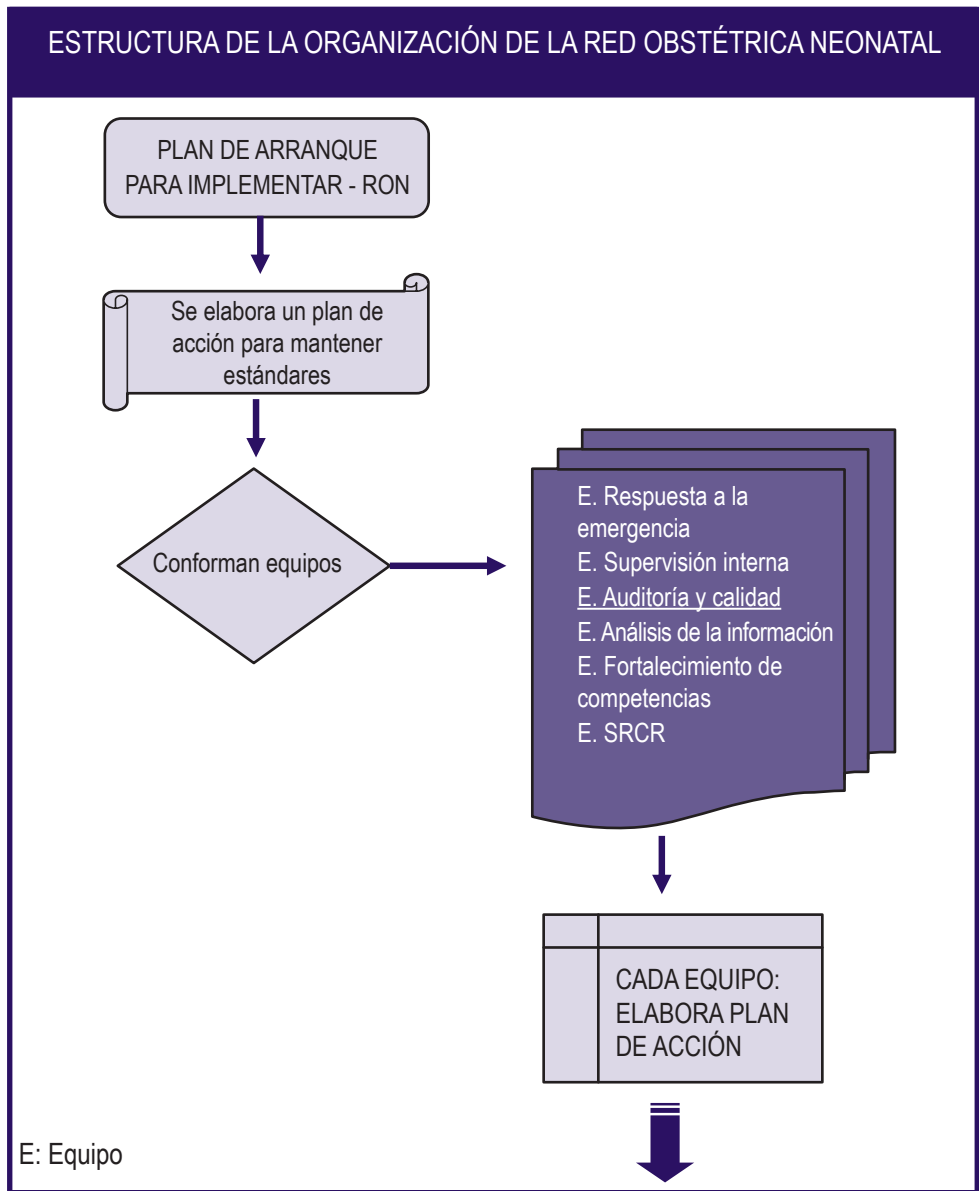 ESTRUCTURA DE LA ORGANIZACIÓN DE LA RED OBSTÉTRICA NEONATAL
PLAN DE ARRANQUE
PARA IMPLEMENTAR - RON
Se elabora un plan de
acción para mantener
estándares
Conforman equipos
E. Respuesta a la
emergencia
E. Supervisión interna
E. Auditoría y calidad
E. Análisis de la información
E. Fortalecimiento de
competencias
E. SRCR
CADA EQUIPO:
ELABORA PLAN
DE ACCIÓN
E: Equipo